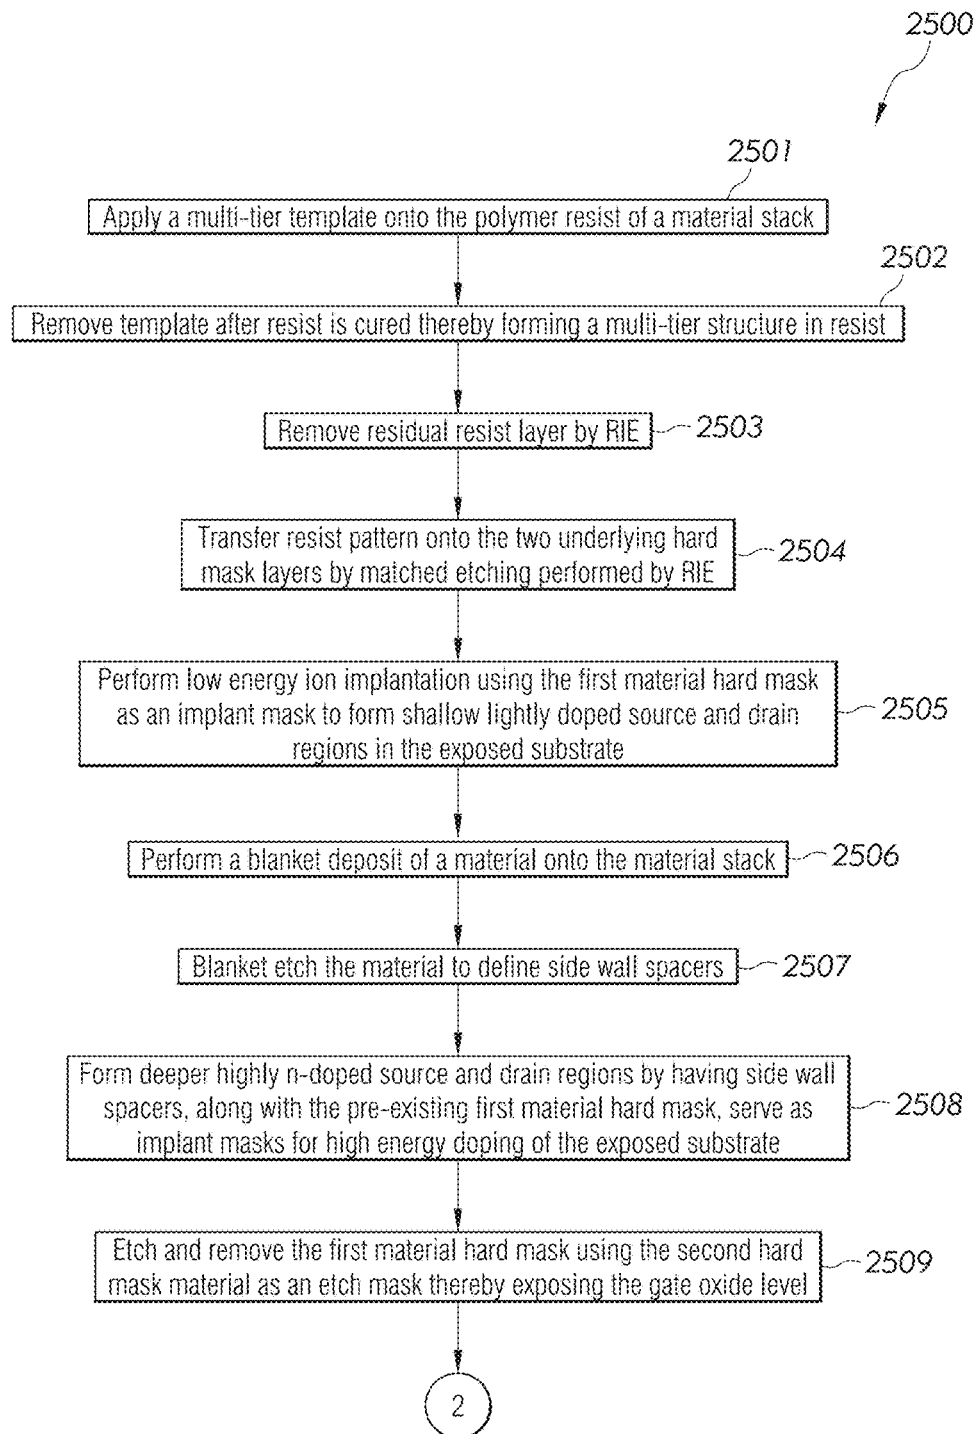 2500
2501
Apply a multi-tier template onto the polymer resist of a material stack
2502
Remove template after resist is cured thereby forming a multi-tier structure in resist
Remove residual resist layer by RIE
2503
Transfer resist pattern onto the two underlying hard
mask layers by matched etching performed by RIE
2504
Perform low energy ion implantation using the first material hard mask
as an implant mask to form shallow lightly doped source and drain
regions in the exposed substrate
2505
Perform a blanket deposit of a material onto the material stack
2506
Blanket etch the material to define side wall spacers
2507
Form deeper highly n-doped source and drain regions by having side wall
spacers, along with the pre-existing first material hard mask, serve as
implant masks for high energy doping of the exposed substrate
2508
Etch and remove the first material hard mask using the second hard
mask material as an etch mask thereby exposing the gate oxide level
2509
2